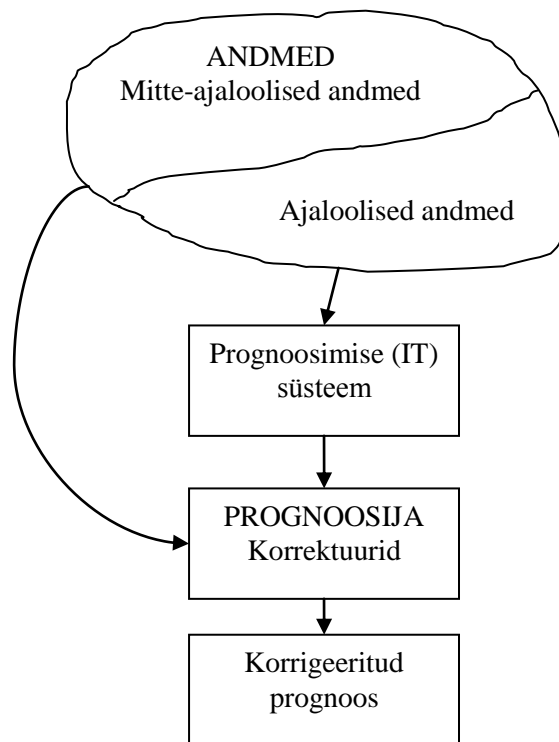 ANDMED
Mitte-ajaloolised andmed
Ajaloolised andmed
Prognoosimise (IT)
süsteem
PROGNOOSIJA
Korrektuurid
Korrigeeritud
prognoos